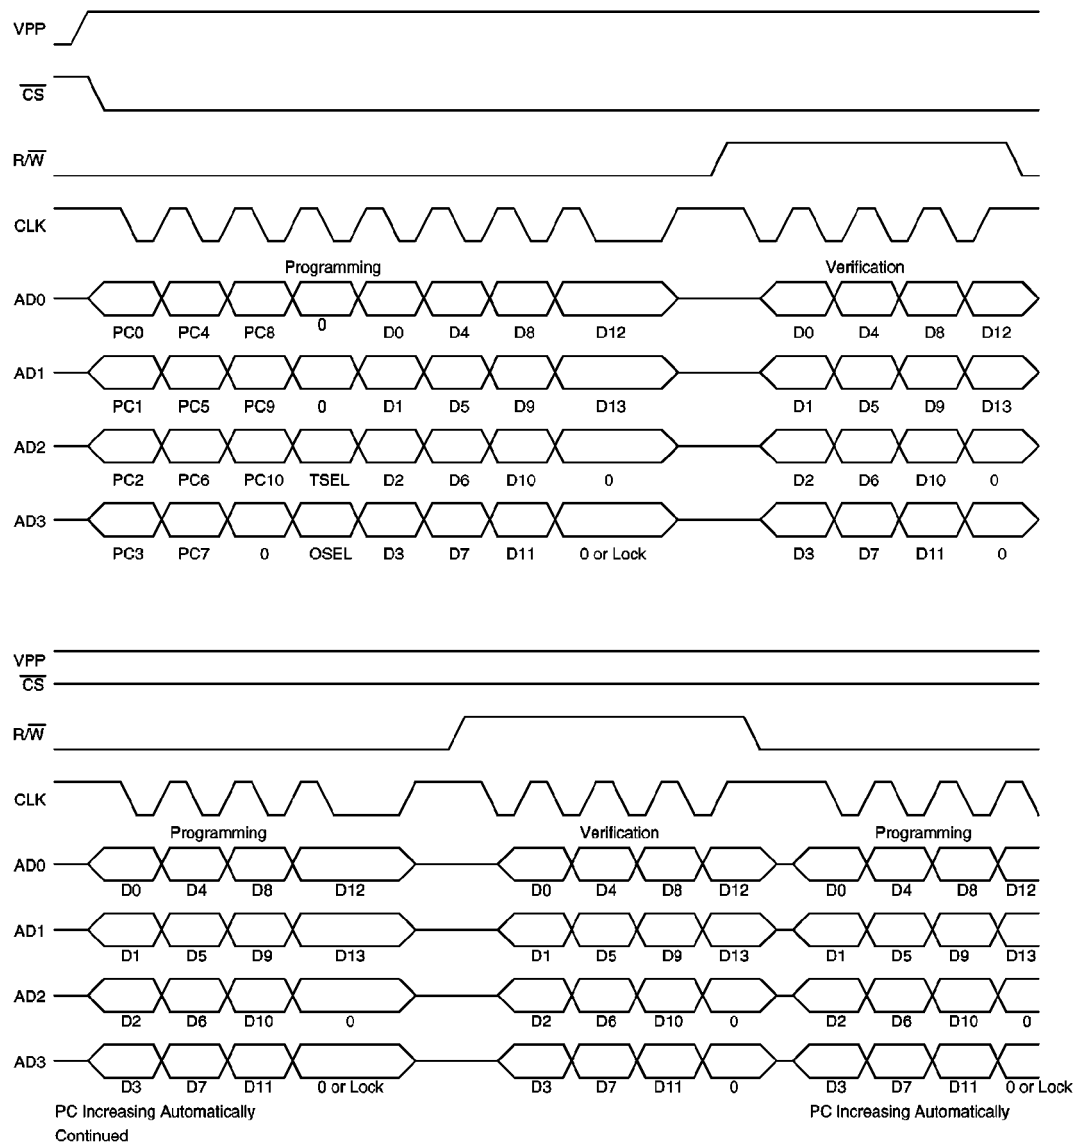 VPP
CS
R/W
CLK
Programming Verification
AD0
PC0 PC4 PC8 0 D0 D4 D8 D12 D0 D4 D8 D12
AD1
PC1 PC5 PC9 0 D1 D5 D9 D13 D1 D5 D9 D13
AD2
PC2 PC6 PC10 TSEL D2 D6 D10 0 D2 D6 D10 0
AD3
PC3 PC7 0 OSEL D3 D7 D11 0 or Lock D3 D7 D11 0
VPP
CS
R/W
CLK
Programming Verification Programming
AD0
D0 D4 D8 D12 D0 D4 D8 D12 D0 D4 D8 D12
AD1
D1 D5 D9 D13 D1 D5 D9 D13 D1 D5 D9 D13
AD2
D2 D6 D10 0 D2 D6 D10 0 D2 D6 D10 0
AD3
D3 D7 D11 0 or Lock D3 D7 D11 0 D3 D7 D11 0 or Lock
PC Increasing Automatically PC Increasing Automatically
Continued